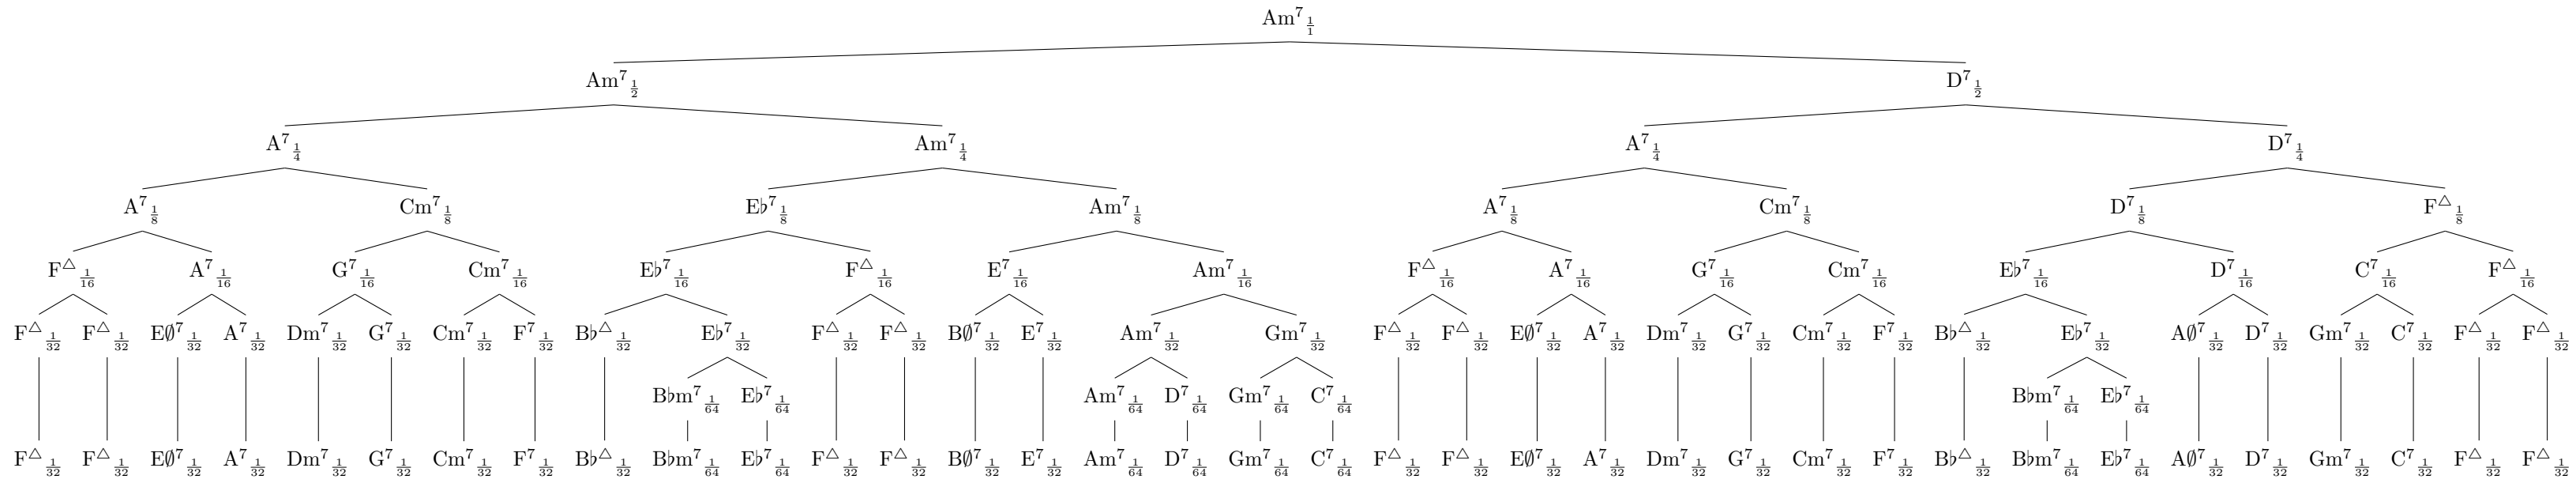 Am⁷ 1/1
Am⁷ 1/2 D⁷ 1/2
A⁷ 1/4 Am⁷ 1/4 A⁷ 1/4 D⁷ 1/4
A⁷ 1/8 Cm⁷ 1/8 E♭⁷ 1/8 Am⁷ 1/8 A⁷ 1/8 Cm⁷ 1/8 D⁷ 1/8 F△ 1/8
F△ 1/16 A⁷ 1/16 G⁷ 1/16 Cm⁷ 1/16 E♭⁷ 1/16 F△ 1/16 E⁷ 1/16 Am⁷ 1/16 F△ 1/16 A⁷ 1/16 G⁷ 1/16 Cm⁷ 1/16 E♭⁷ 1/16 D⁷ 1/16 C⁷ 1/16 F△ 1/16
F△ 1/32 F△ 1/32 E∅⁷ 1/32 A⁷ 1/32 Dm⁷ 1/32 G⁷ 1/32 Cm⁷ 1/32 F⁷ 1/32 B♭△ 1/32 E♭⁷ 1/32 F△ 1/32 F△ 1/32 B∅⁷ 1/32 E⁷ 1/32 Am⁷ 1/32 Gm⁷ 1/32 F△ 1/32 F△ 1/32 E∅⁷ 1/32 A⁷ 1/32 Dm⁷ 1/32 G⁷ 1/32 Cm⁷ 1/32 F⁷ 1/32 B♭△ 1/32 E♭⁷ 1/32 A∅⁷ 1/32 D⁷ 1/32 Gm⁷ 1/32 C⁷ 1/32 F△ 1/32 F△ 1/32
B♭m⁷ 1/64 E♭⁷ 1/64 Am⁷ 1/64 D⁷ 1/64 Gm⁷ 1/64 C⁷ 1/64 B♭m⁷ 1/64 E♭⁷ 1/64
F△ 1/32 F△ 1/32 E∅⁷ 1/32 A⁷ 1/32 Dm⁷ 1/32 G⁷ 1/32 Cm⁷ 1/32 F⁷ 1/32 B♭△ 1/32 B♭m⁷ 1/64 E♭⁷ 1/64 F△ 1/32 F△ 1/32 B∅⁷ 1/32 E⁷ 1/32 Am⁷ 1/64 D⁷ 1/64 Gm⁷ 1/64 C⁷ 1/64 F△ 1/32 F△ 1/32 E∅⁷ 1/32 A⁷ 1/32 Dm⁷ 1/32 G⁷ 1/32 Cm⁷ 1/32 F⁷ 1/32 B♭△ 1/32 B♭m⁷ 1/64 E♭⁷ 1/64 A∅⁷ 1/32 D⁷ 1/32 Gm⁷ 1/32 C⁷ 1/32 F△ 1/32 F△ 1/32